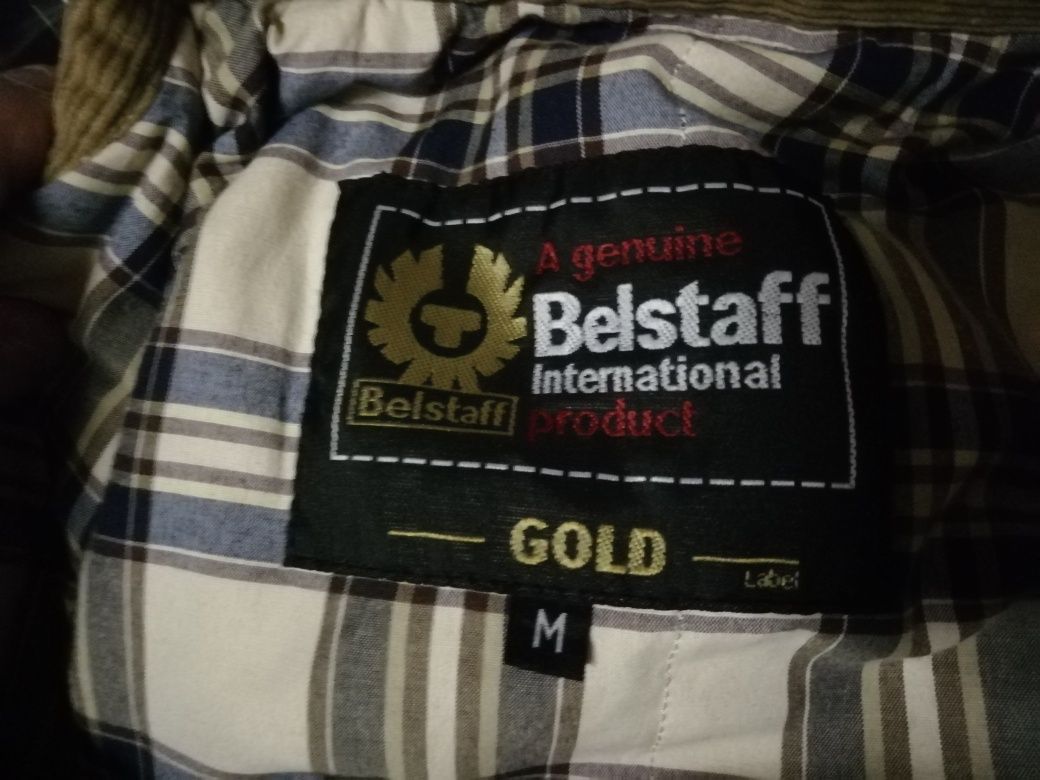 A genuine
Belstaff
International
product
Belstaff
GOLD
Label
M